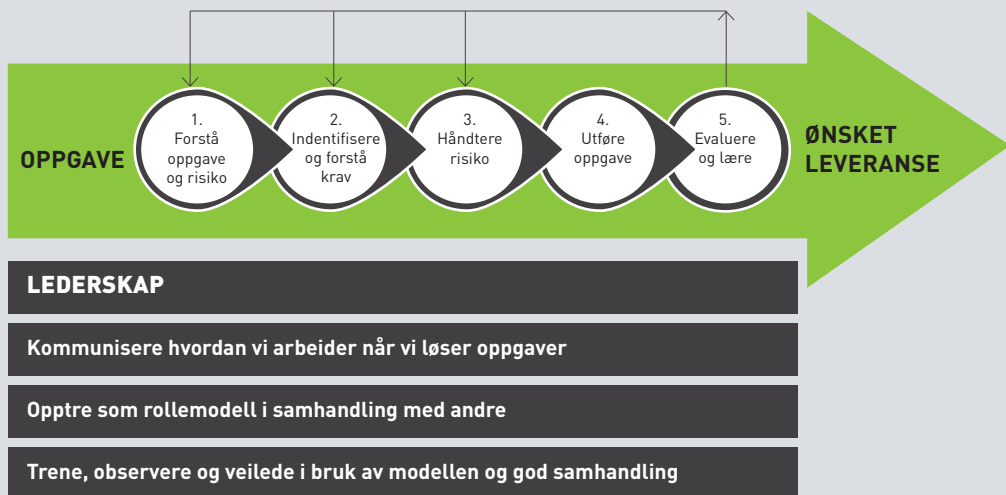 OPPGAVE
1.
Forstå
oppgave
og risiko
2.
Indentifisere
og forstå
krav
3.
Håndtere
risiko
4.
Utføre
oppgave
5.
Evaluere
og lære
ØNSKET
LEVERANSE
LEDERSKAP
Kommunisere hvordan vi arbeider når vi løser oppgaver
Opptre som rollemodell i samhandling med andre
Trene, observere og veilede i bruk av modellen og god samhandling